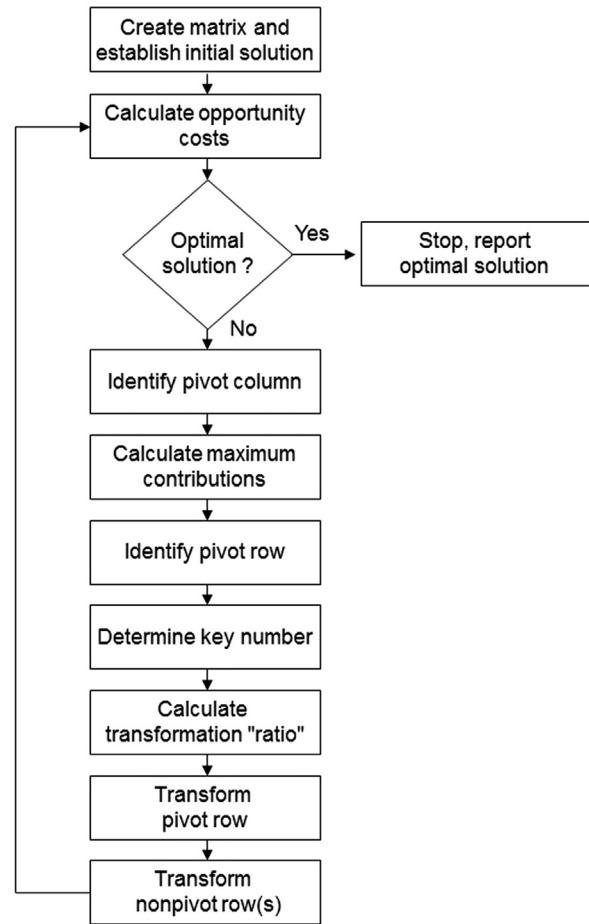 Create matrix and
establish initial solution
Calculate opportunity
costs
Optimal
solution ?
Yes
Stop, report
optimal solution
No
Identify pivot column
Calculate maximum
contributions
Identify pivot row
Determine key number
Calculate
transformation "ratio"
Transform
pivot row
Transform
nonpivot row(s)